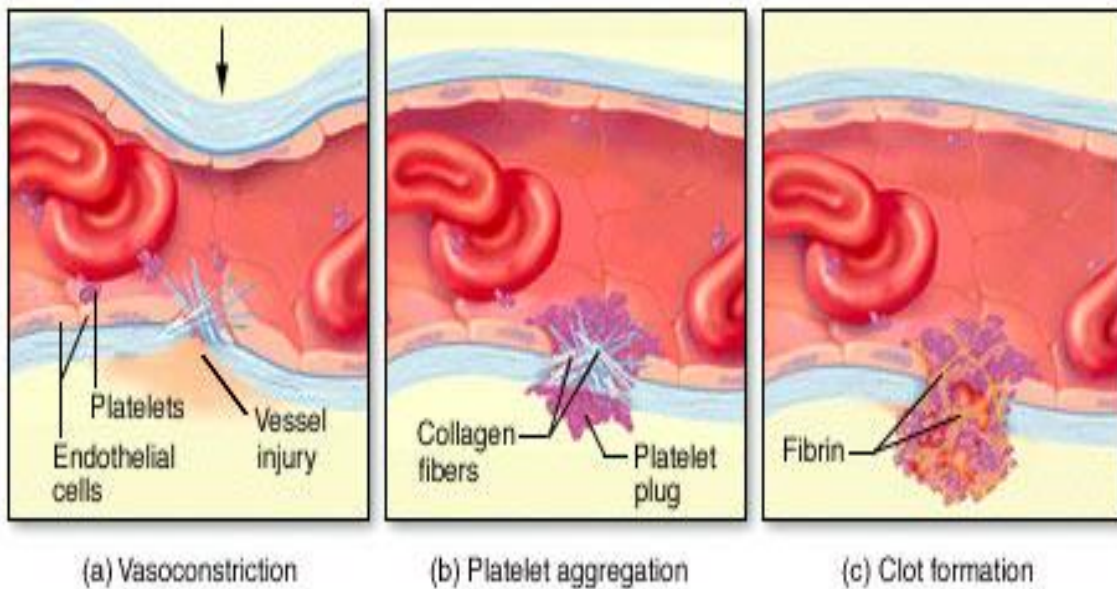 Platelets
Endothelial
cells
Vessel
injury
(a) Vasoconstriction
Collagen
fibers
Platelet
plug
(b) Platelet aggregation
Fibrin
(c) Clot formation